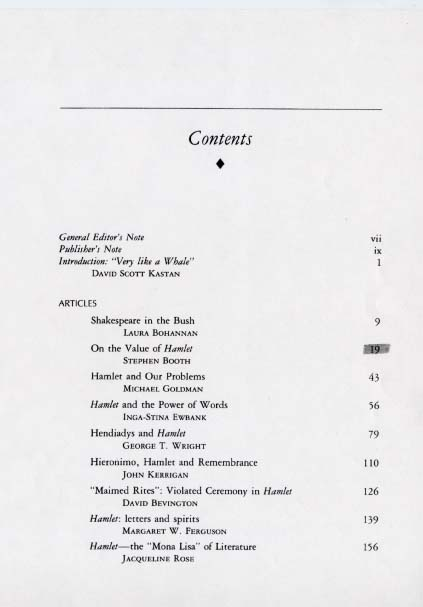 Contents
General Editor's Note vii
Publisher's Note ix
Introduction: "Very like a Whale" 1
DAVID SCOTT KASTAN
ARTICLES
Shakespeare in the Bush 9
LAURA BOHANNAN
On the Value of Hamlet 19
STEPHEN BOOTH
Hamlet and Our Problems 43
MICHAEL GOLDMAN
Hamlet and the Power of Words 56
INGA-STINA EWBANK
Hendiadys and Hamlet 79
GEORGE T. WRIGHT
Hieronimo, Hamlet and Remembrance 110
JOHN KERRIGAN
"Maimed Rites": Violated Ceremony in Hamlet 126
DAVID BEVINGTON
Hamlet: letters and spirits 139
MARGARET W. FERGUSON
Hamlet—the "Mona Lisa" of Literature 156
JACQUELINE ROSE